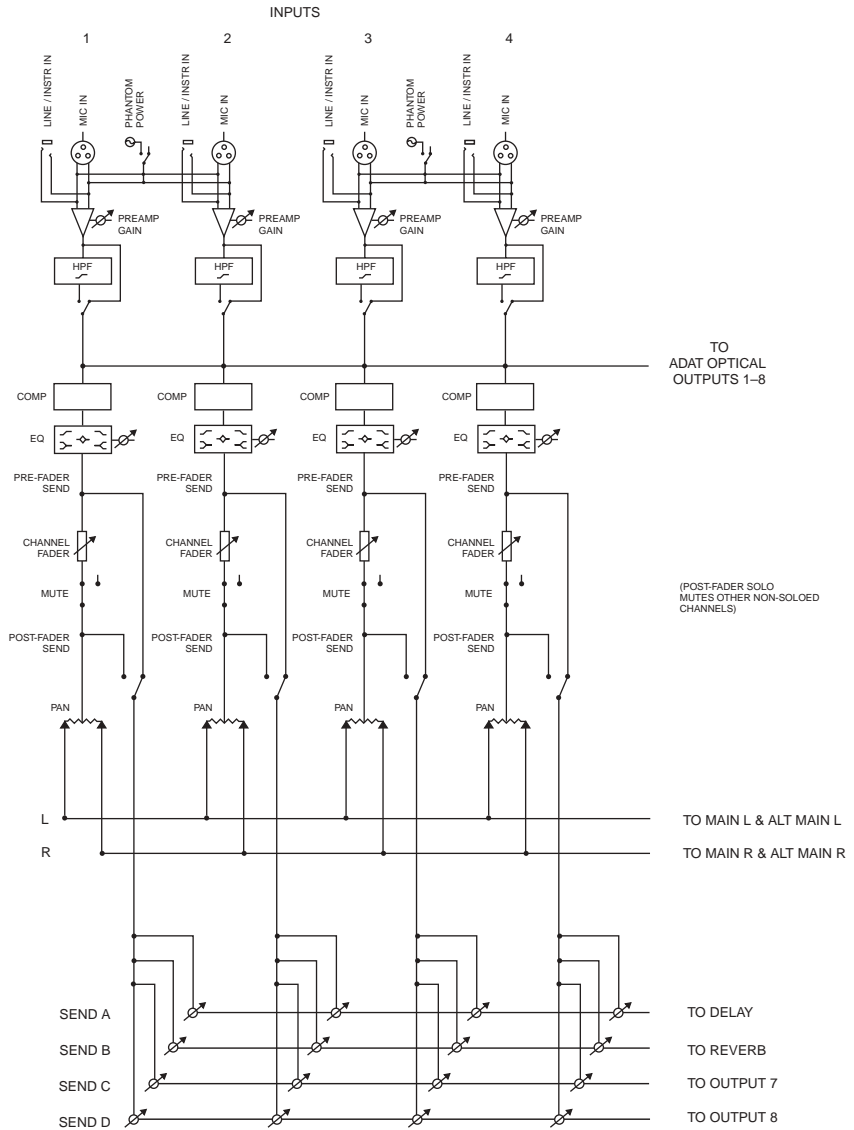 INPUTS
1 2 3 4
LINE / INSTR IN
MIC IN
PHANTOM
POWER
LINE / INSTR IN
MIC IN
LINE / INSTR IN
MIC IN
PHANTOM
POWER
LINE / INSTR IN
MIC IN
PREAMP
GAIN
PREAMP
GAIN
PREAMP
GAIN
PREAMP
GAIN
HPF HPF HPF HPF
TO
ADAT OPTICAL
OUTPUTS 1–8
COMP COMP COMP COMP
EQ EQ EQ EQ
PRE-FADER
SEND
PRE-FADER
SEND
PRE-FADER
SEND
PRE-FADER
SEND
CHANNEL
FADER
CHANNEL
FADER
CHANNEL
FADER
CHANNEL
FADER
MUTE MUTE MUTE MUTE
(POST-FADER SOLO
MUTES OTHER NON-SOLOED
CHANNELS)
POST-FADER
SEND
POST-FADER
SEND
POST-FADER
SEND
POST-FADER
SEND
PAN PAN PAN PAN
L TO MAIN L & ALT MAIN L
R TO MAIN R & ALT MAIN R
SEND A TO DELAY
SEND B TO REVERB
SEND C TO OUTPUT 7
SEND D TO OUTPUT 8